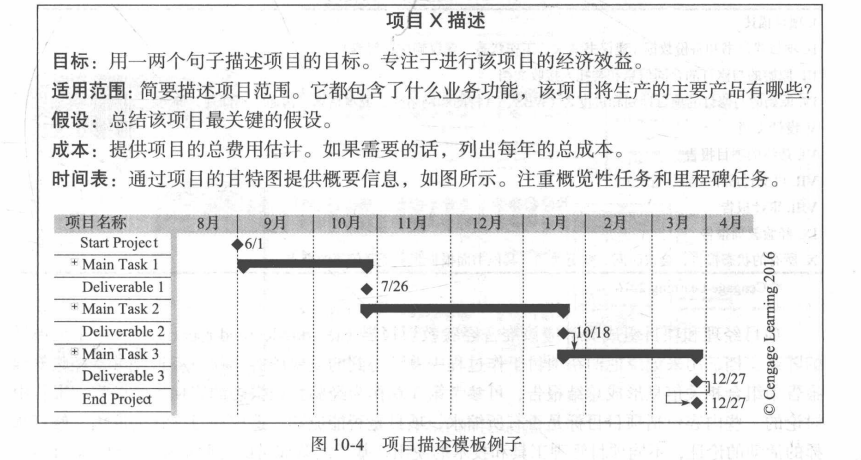 项目 X 描述
目标：用一两个句子描述项目的目标。专注于进行该项目的经济效益。
适用范围：简要描述项目范围。它都包含了什么业务功能，该项目将生产的主要产品有哪些？
假设：总结该项目最关键的假设。
成本：提供项目的总费用估计。如果需要的话，列出每年的总成本。
时间表：通过项目的甘特图提供概要信息，如图所示。注重概览性任务和里程碑任务。
项目名称 8月 9月 10月 11月 12月 1月 2月 3月 4月
Start Project 6/1
+ Main Task 1
Deliverable 1 7/26
+ Main Task 2
Deliverable 2 10/18
+ Main Task 3
Deliverable 3 12/27
End Project 12/27
© Cengage Learning 2015
图 10-4 项目描述模板例子